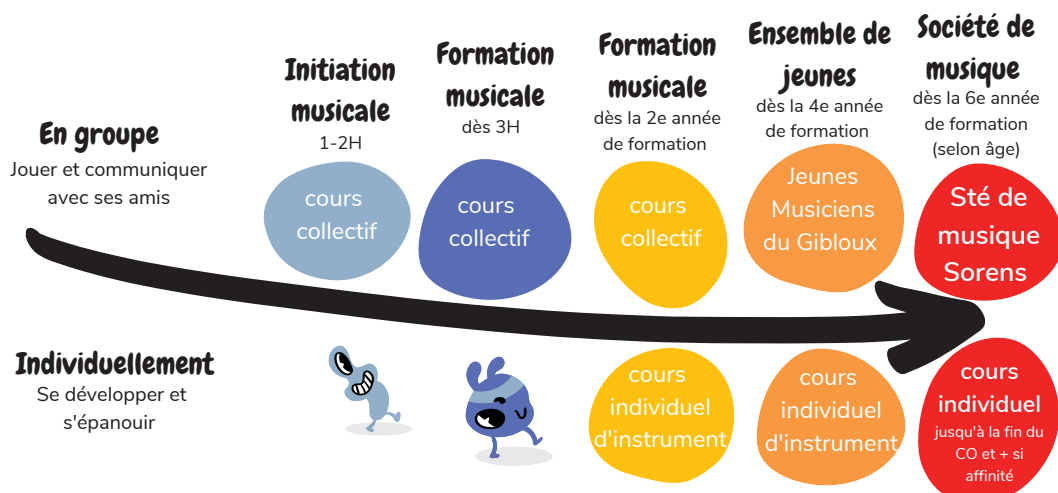 En groupe
Jouer et communiquer
avec ses amis
Initiation
musicale
1-2H
cours
collectif
Formation
musicale
dès 3H
cours
collectif
Formation
musicale
dès la 2e année
de formation
cours
collectif
Ensemble de
jeunes
dès la 4e année
de formation
Jeunes
Musiciens
du Gibloux
Société de
musique
dès la 6e année
de formation
(selon âge)
Sté de
musique
Sorens
Individuellement
Se développer et
s'épanouir
cours
individuel
d'instrument
cours
individuel
d'instrument
cours
individuel
jusqu'à la fin du
CO et + si
affinité